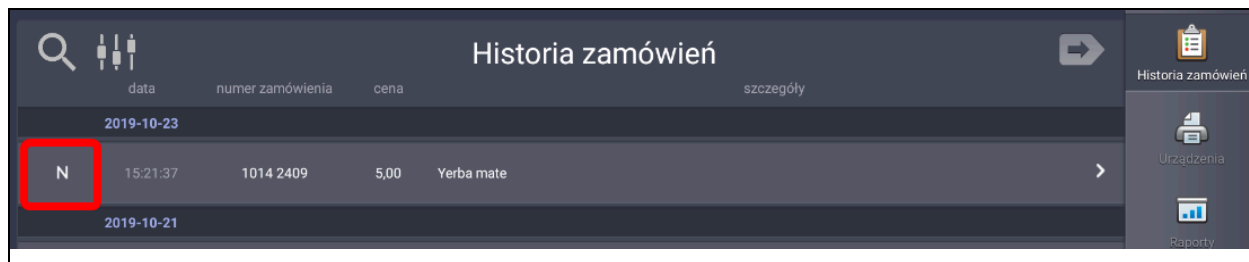 Historia zamówień
data numer zamówienia cena szczegóły
2019-10-23
N 15:21:37 1014 2409 5,00 Yerba mate
2019-10-21
Historia zamówień
Urządzenia
Raporty